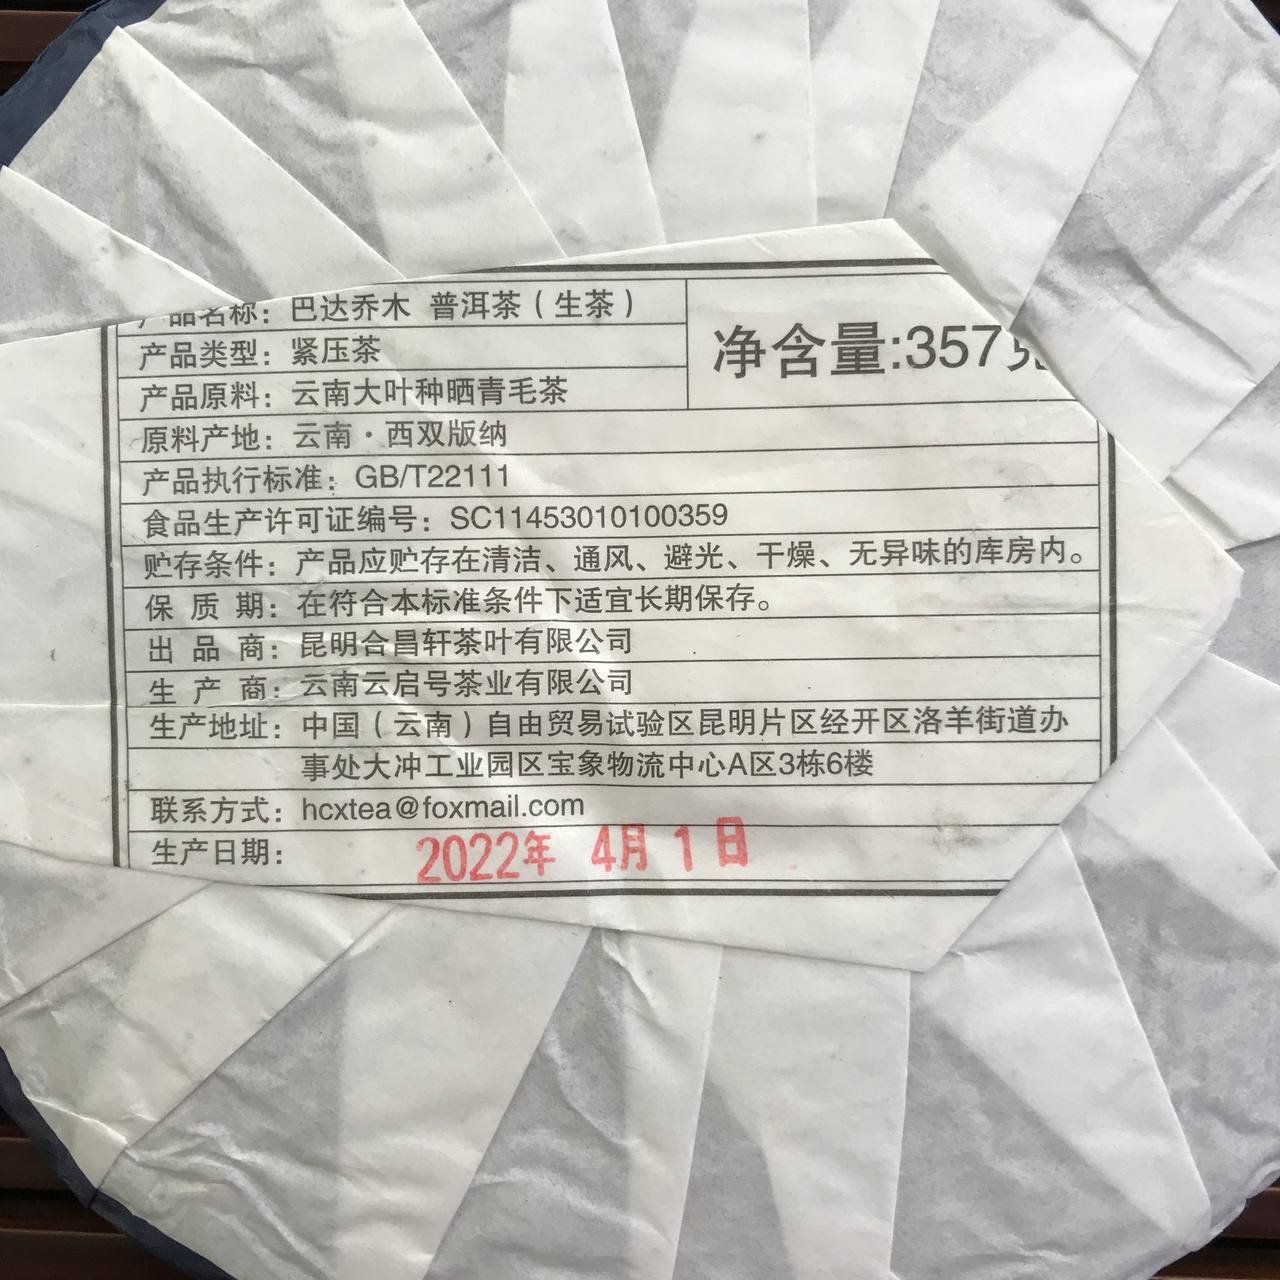 产品名称：巴达乔木 普洱茶（生茶）
产品类型：紧压茶
净含量:357克
产品原料：云南大叶种晒青毛茶
原料产地：云南·西双版纳
产品执行标准：GB/T22111
食品生产许可证编号：SC11453010100359
贮存条件：产品应贮存在清洁、通风、避光、干燥、无异味的库房内。
保质期：在符合本标准条件下适宜长期保存。
出品商：昆明合昌轩茶叶有限公司
生产商：云南云启号茶业有限公司
生产地址：中国（云南）自由贸易试验区昆明片区经开区洛羊街道办
事处大冲工业园区宝象物流中心A区3栋6楼
联系方式：hcxtea@foxmail.com
生产日期：2022年 4月 1日